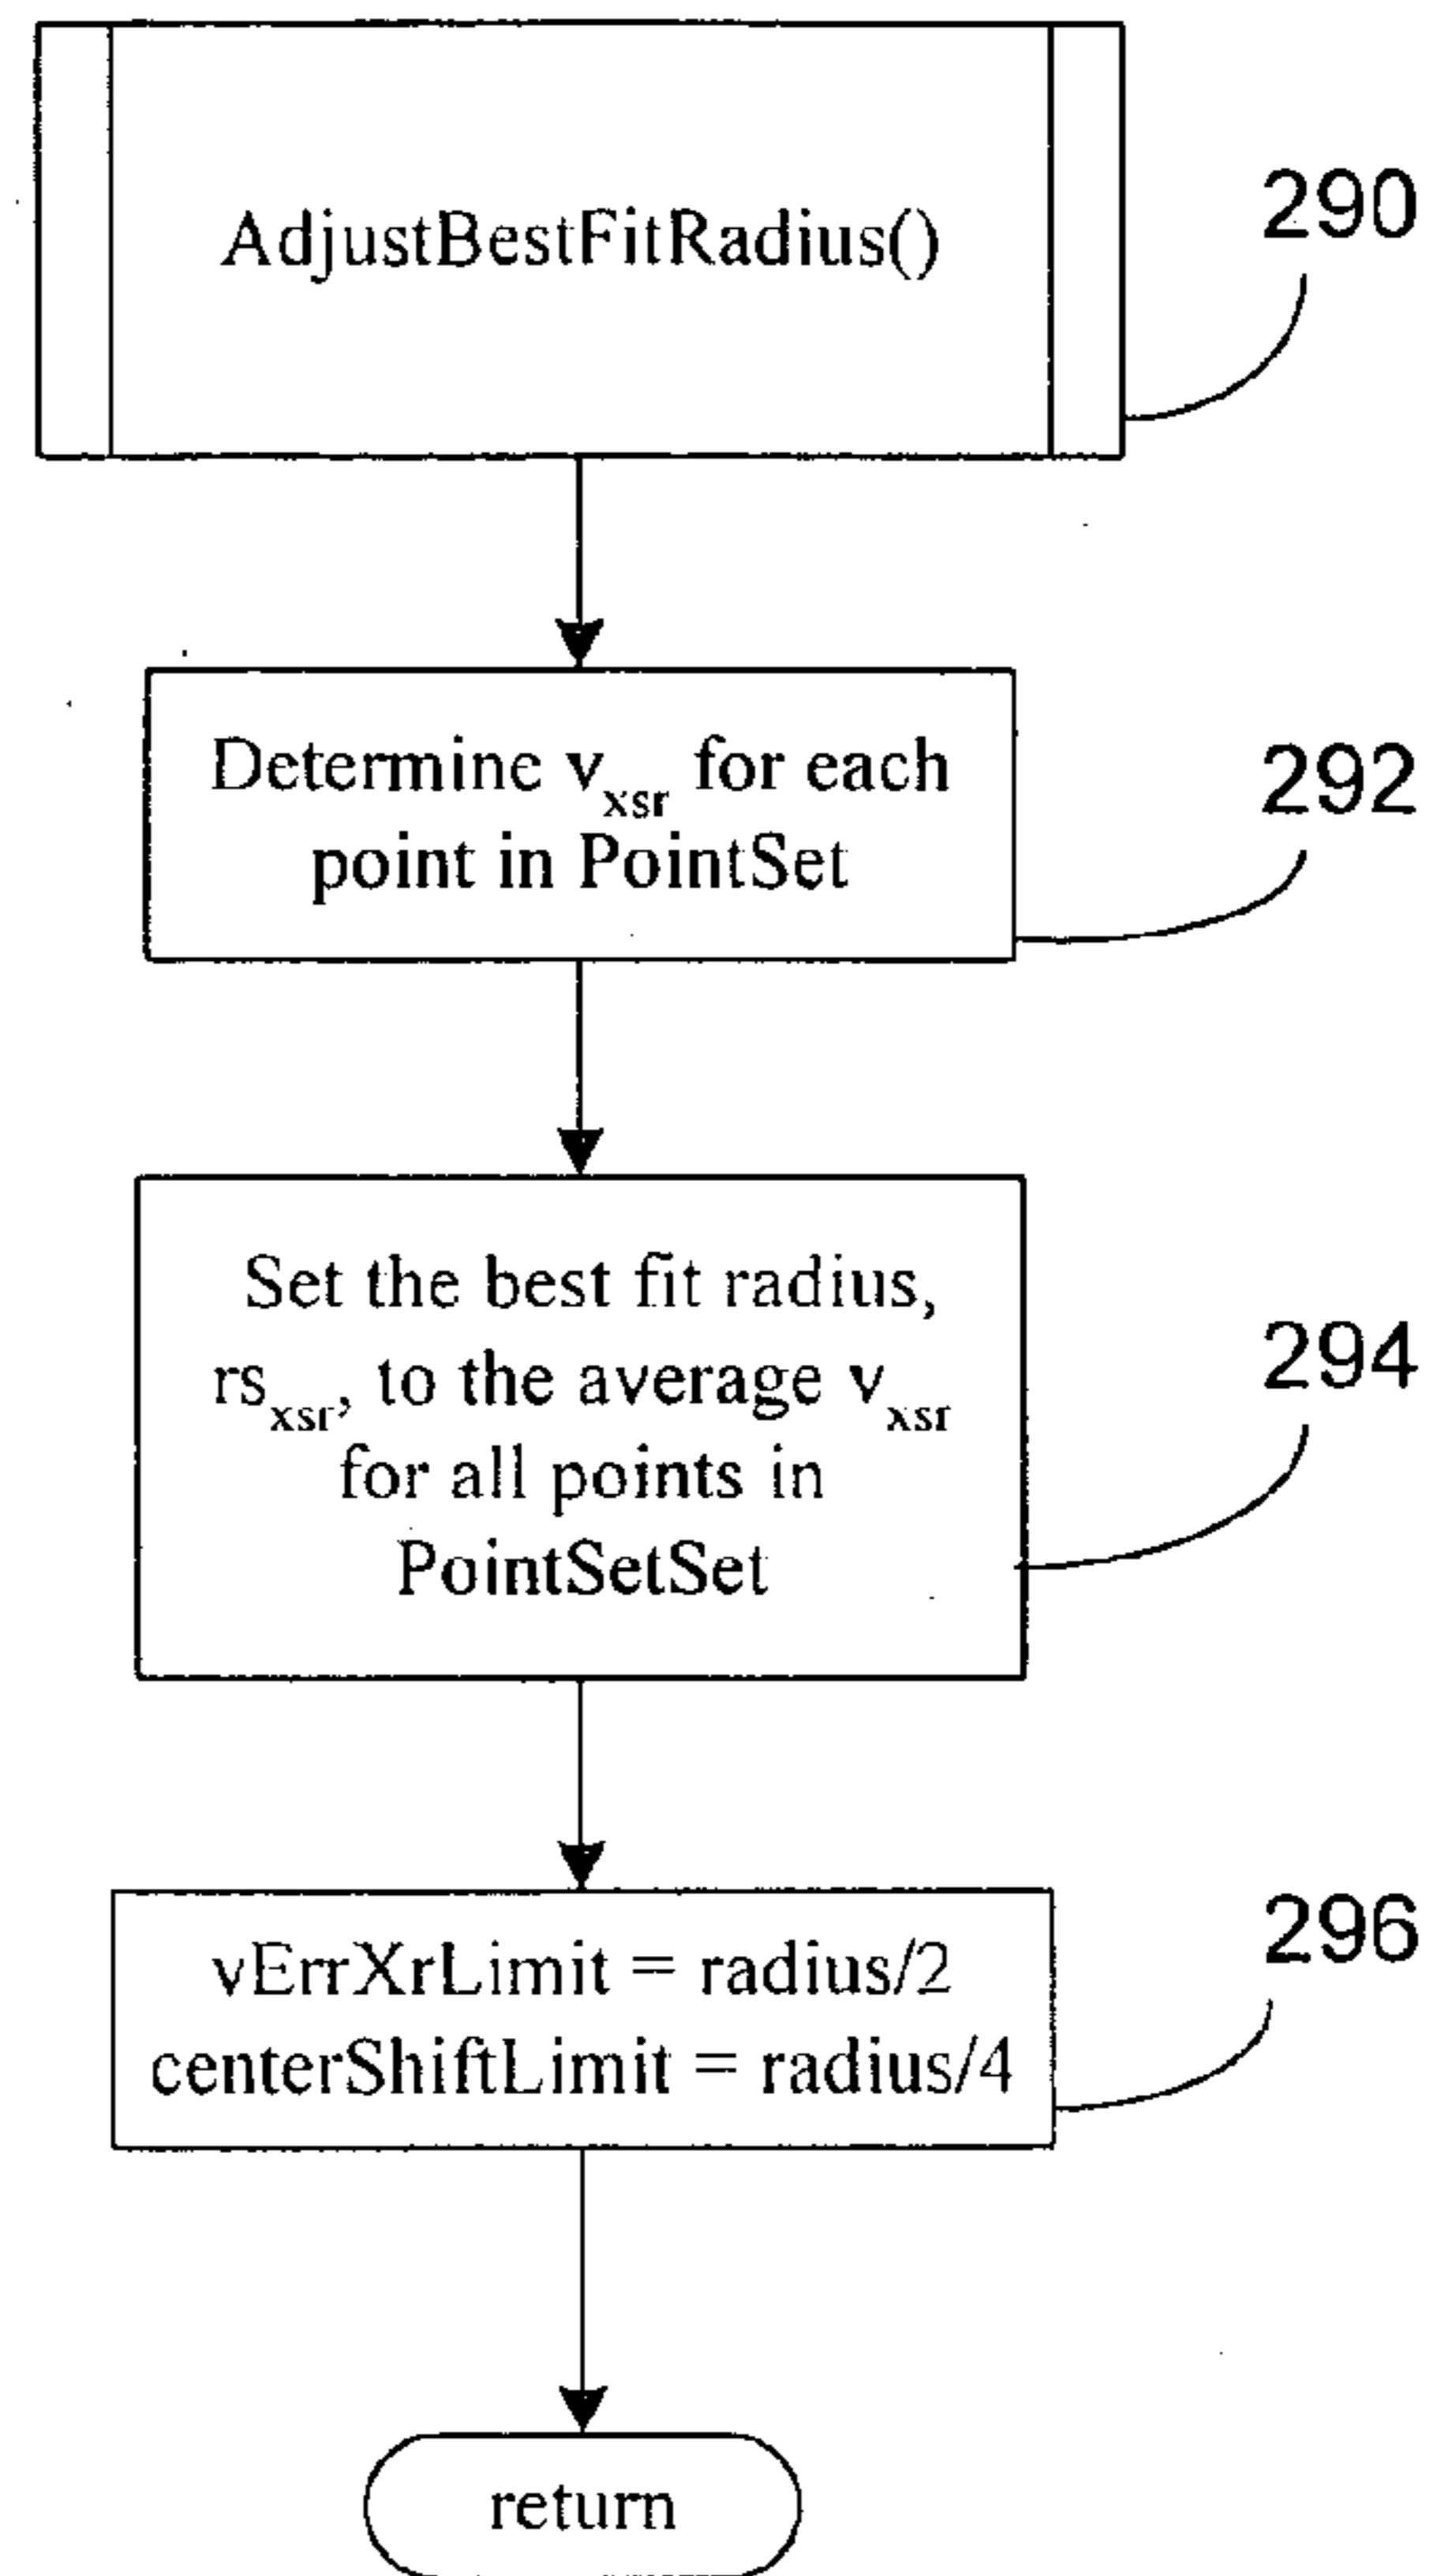 AdjustBestFitRadius()
290
Determine v_xsr for each
point in PointSet
292
Set the best fit radius,
rs_xsr, to the average v_xsr
for all points in
PointSetSet
294
vErrXrLimit = radius/2
centerShiftLimit = radius/4
296
return